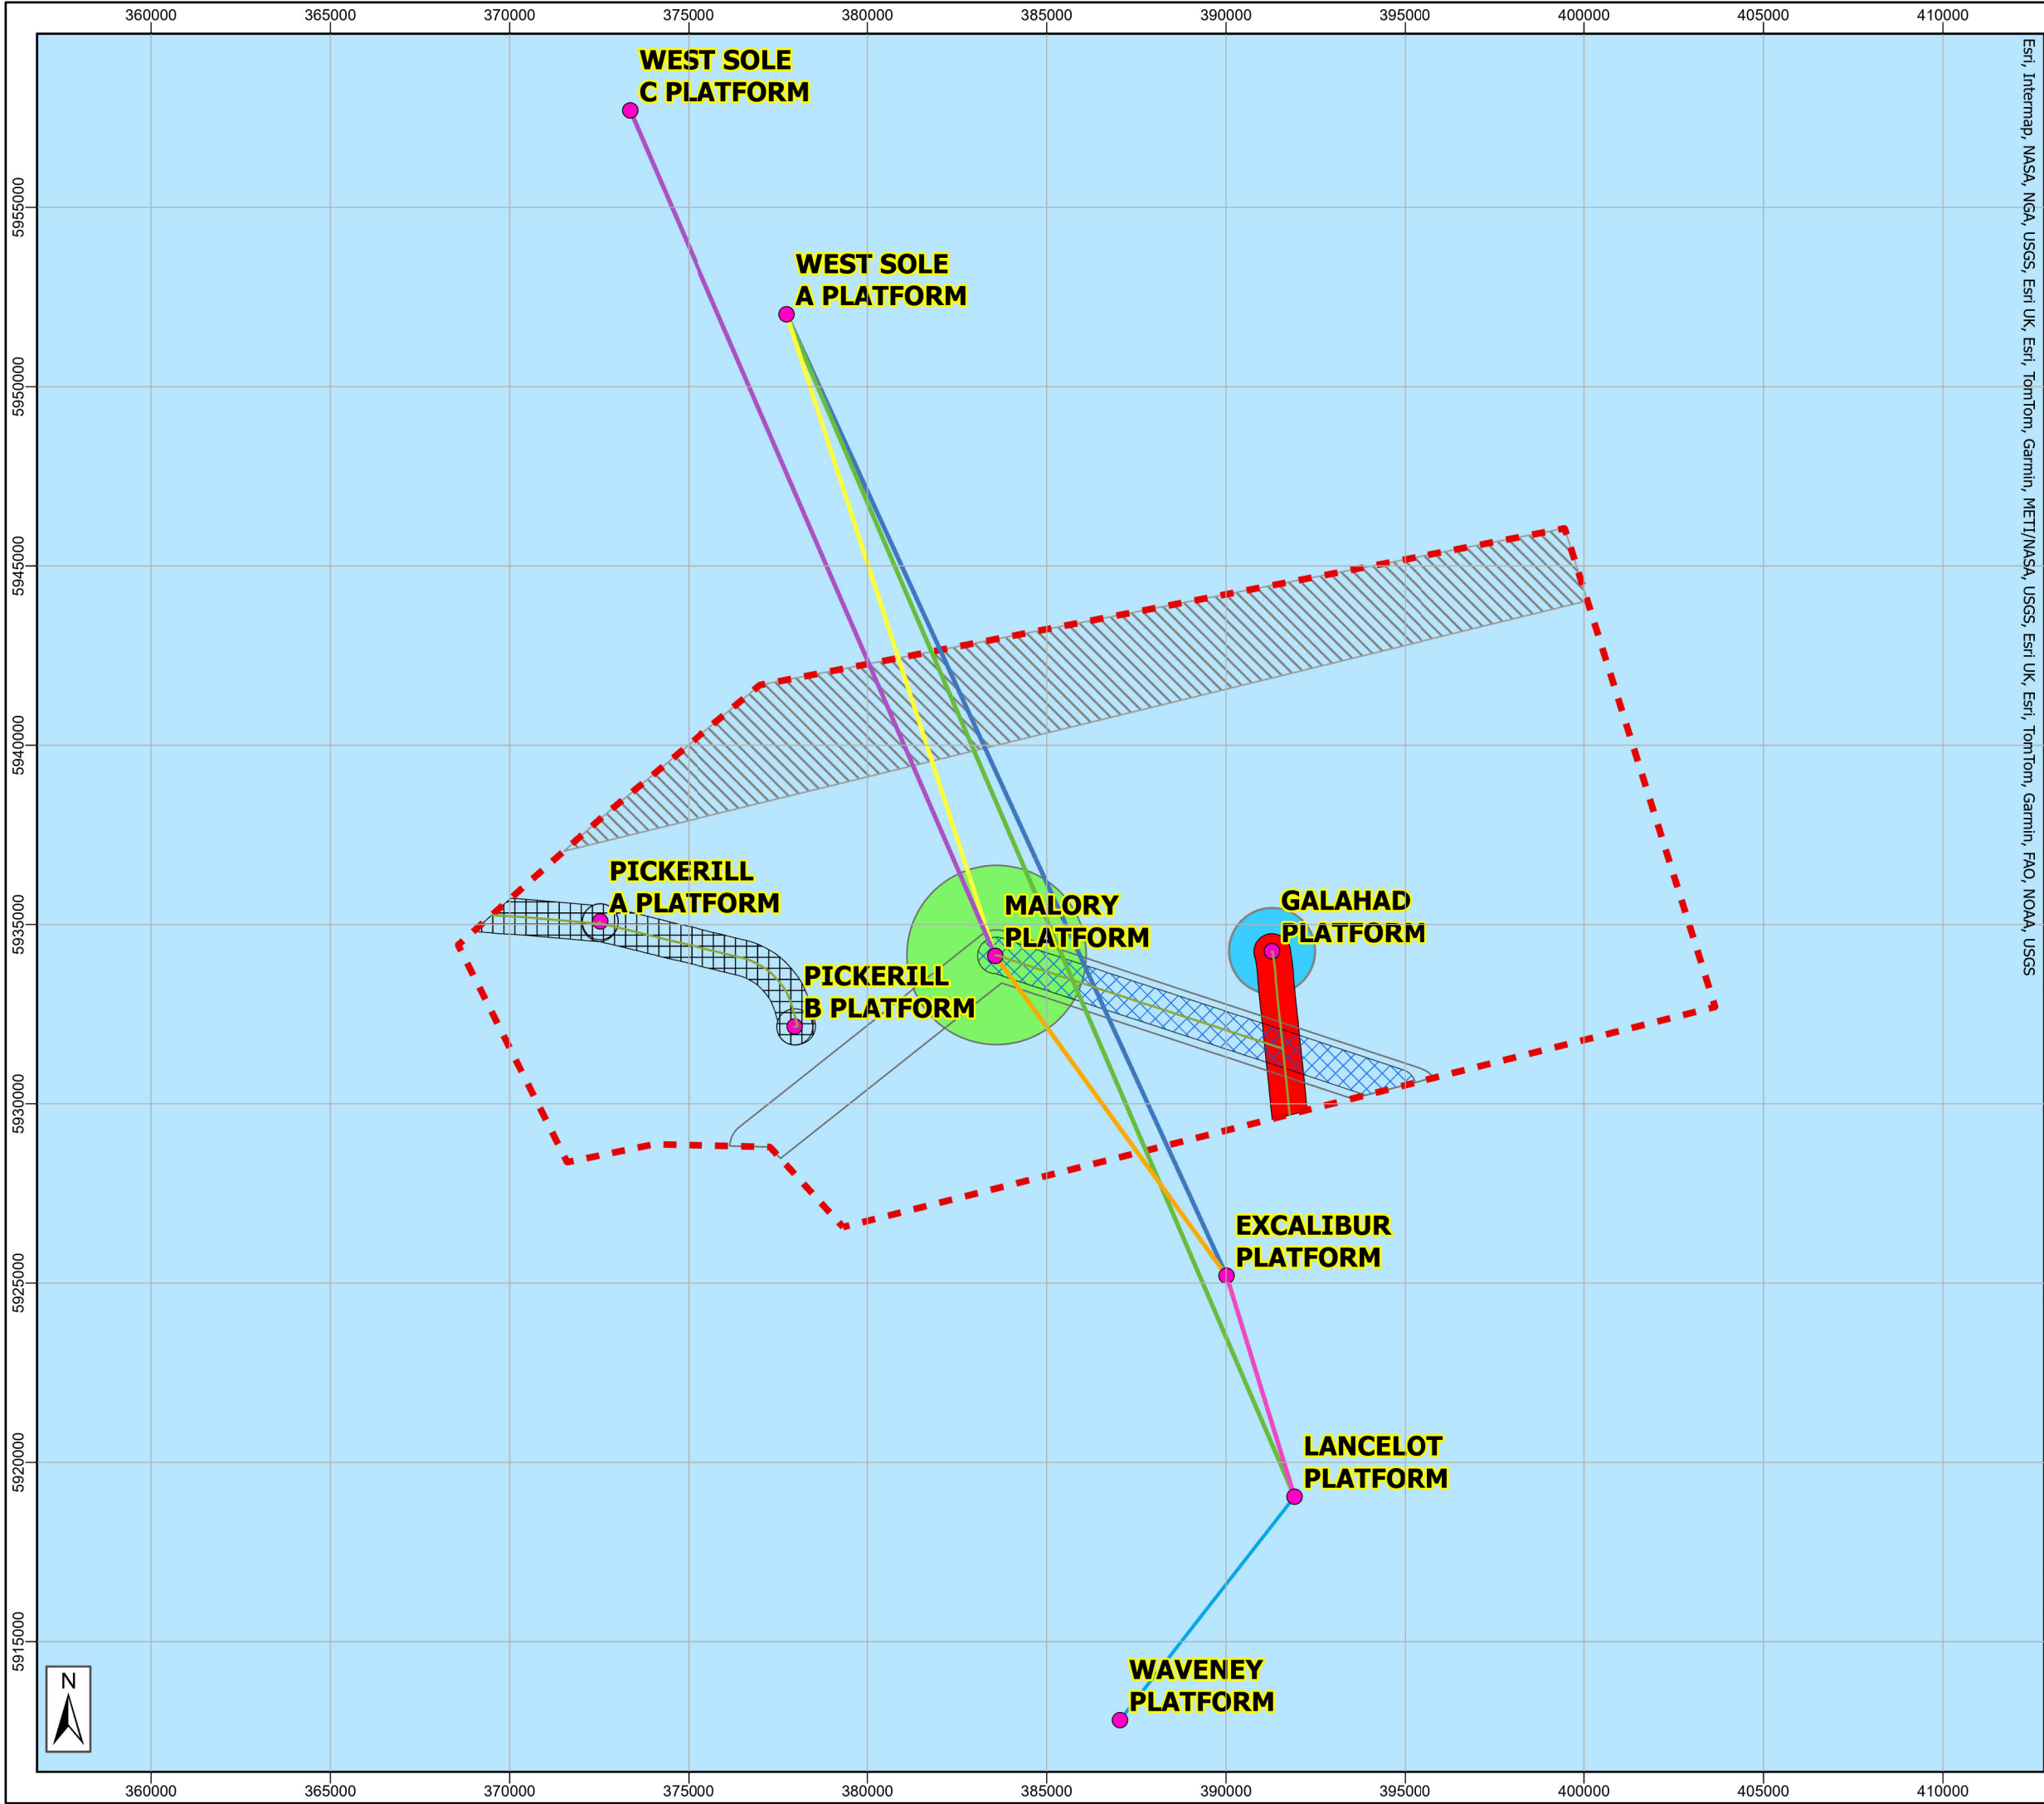 360000 365000 370000 375000 380000 385000 390000 395000 400000 405000 410000
Esri, Intermap, NASA, NGA, USGS, Esri UK, Esri, TomTom, Garmin, METI/NASA, USGS, Esri UK, Esri, TomTom, Garmin, FAO, NOAA, USGS
WEST SOLE
C PLATFORM
5955000
WEST SOLE
A PLATFORM
5950000
5945000
5940000
PICKERILL
A PLATFORM
MALORY
PLATFORM
GALAHAD
PLATFORM
5935000
PICKERILL
B PLATFORM
5930000
EXCALIBUR
PLATFORM
5925000
LANCELOT
PLATFORM
5920000
5915000
WAVENEY
PLATFORM
N
360000 365000 370000 375000 380000 385000 390000 395000 400000 405000 410000